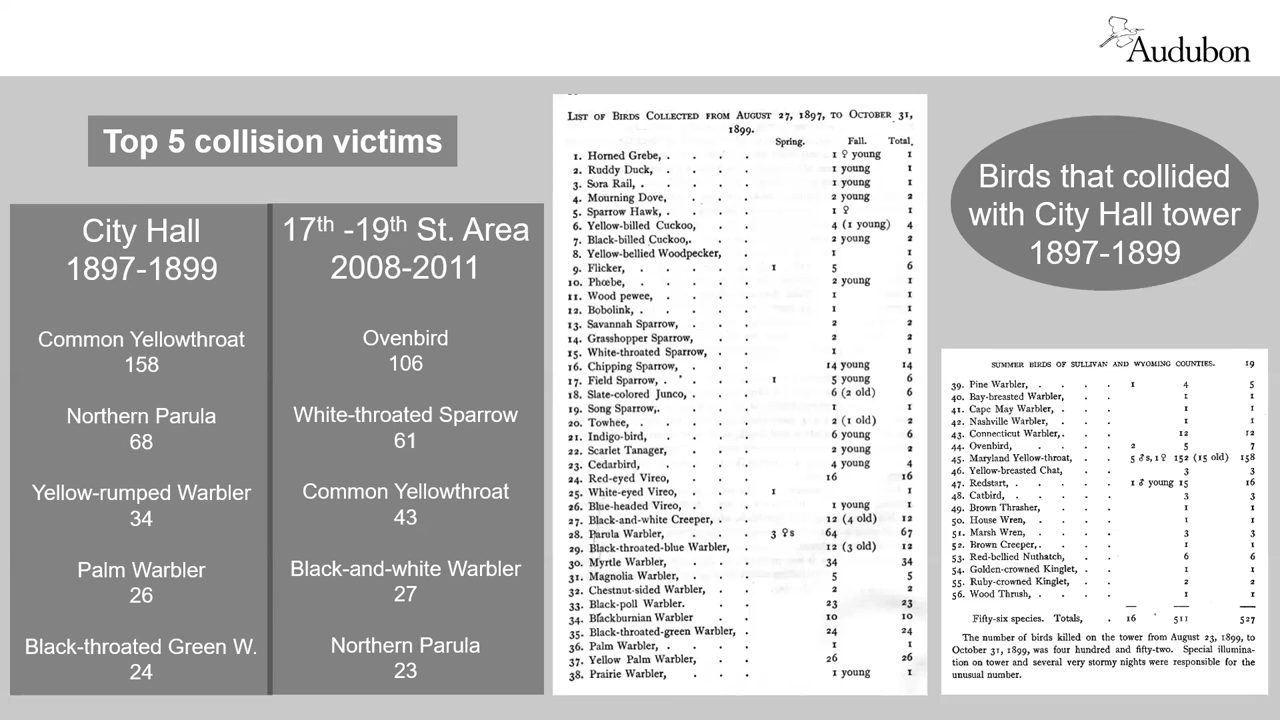 Audubon
Top 5 collision victims
City Hall
1897-1899
Common Yellowthroat
158
Northern Parula
68
Yellow-rumped Warbler
34
Palm Warbler
26
Black-throated Green W.
24
17th -19th St. Area
2008-2011
Ovenbird
106
White-throated Sparrow
61
Common Yellowthroat
43
Black-and-white Warbler
27
Northern Parula
23
List of Birds Collected from August 27, 1897, to October 31,
1899.
Spring. Fall. Total.
1. Horned Grebe, . . . . 1 ♀ young 1
2. Ruddy Duck, . . . . 1 young 1
3. Sora Rail, . . . . 1 young 1
4. Mourning Dove, . . . . 2 young 2
5. Sparrow Hawk, . . . . 1 ♀ 1
6. Yellow-billed Cuckoo, . . . 4 (1 young) 4
7. Black-billed Cuckoo,. . . . 2 young 2
8. Yellow-bellied Woodpecker, . 1 1
9. Flicker, . . . . 1 5 6
10. Phœbe, . . . . 2 young 2
11. Wood pewee, . . . . 1 1
12. Bobolink, . . . . 1 1
13. Savannah Sparrow, . . . 2 2
14. Grasshopper Sparrow, . . . 2 2
15. White-throated Sparrow, . . 1 1
16. Chipping Sparrow, . . . 14 young 14
17. Field Sparrow, . . . . 1 5 young 6
18. Slate-colored Junco, . . . 6 (2 old) 6
19. Song Sparrow,. . . . 1 1
20. Towhee, . . . . 2 (1 old) 2
21. Indigo-bird, . . . . 6 young 6
22. Scarlet Tanager, . . . . 2 young 2
23. Cedarbird, . . . . 4 young 4
24. Red-eyed Vireo, . . . . 16 16
25. White-eyed Vireo, . . . 1 1
26. Blue-headed Vireo, . . . 1 young 1
27. Black-and-white Creeper, . . 12 (4 old) 12
28. Parula Warbler, . . . 3 ♀s 64 67
29. Black-throated-blue Warbler, . 12 (3 old) 12
30. Myrtle Warbler, . . . . 34 34
31. Magnolia Warbler, . . . 5 5
32. Chestnut-sided Warbler, . . 2 2
33. Black-poll Warbler. . . . 23 23
34. Blackburnian Warbler . . . 10 10
35. Black-throated-green Warbler, . 24 24
36. Palm Warbler, . . . . 1 1
37. Yellow Palm Warbler, . . . 26 26
38. Prairie Warbler, . . . . 1 young 1
Birds that collided
with City Hall tower
1897-1899
SUMMER BIRDS OF SULLIVAN AND WYOMING COUNTIES. 19
39. Pine Warbler, . . . . 1 4 5
40. Bay-breasted Warbler, . . 1 1
41. Cape May Warbler, . . . 1 1
42. Nashville Warbler, . . . 1 1
43. Connecticut Warbler,. . . 12 12
44. Ovenbird, . . . . 2 5 7
45. Maryland Yellow-throat, . 5 ♂s, 1 ♀ 152 (15 old) 158
46. Yellow-breasted Chat, . . 3 3
47. Redstart, . . . 1 ♂ young 15 16
48. Catbird, . . . . 3 3
49. Brown Thrasher, . . . 1 1
50. House Wren, . . . . 1 1
51. Marsh Wren, . . . . 3 3
52. Brown Creeper, . . . . 1 1
53. Red-bellied Nuthatch, . . 6 6
54. Golden-crowned Kinglet, . . 1 1
55. Ruby-crowned Kinglet, . . 2 2
56. Wood Thrush, . . . . 1 1
Fifty-six species. Totals, . 16 511 527
The number of birds killed on the tower from August 23, 1899, to
October 31, 1899, was four hundred and fifty-two. Special illumina-
tion on tower and several very stormy nights were responsible for the
unusual number.